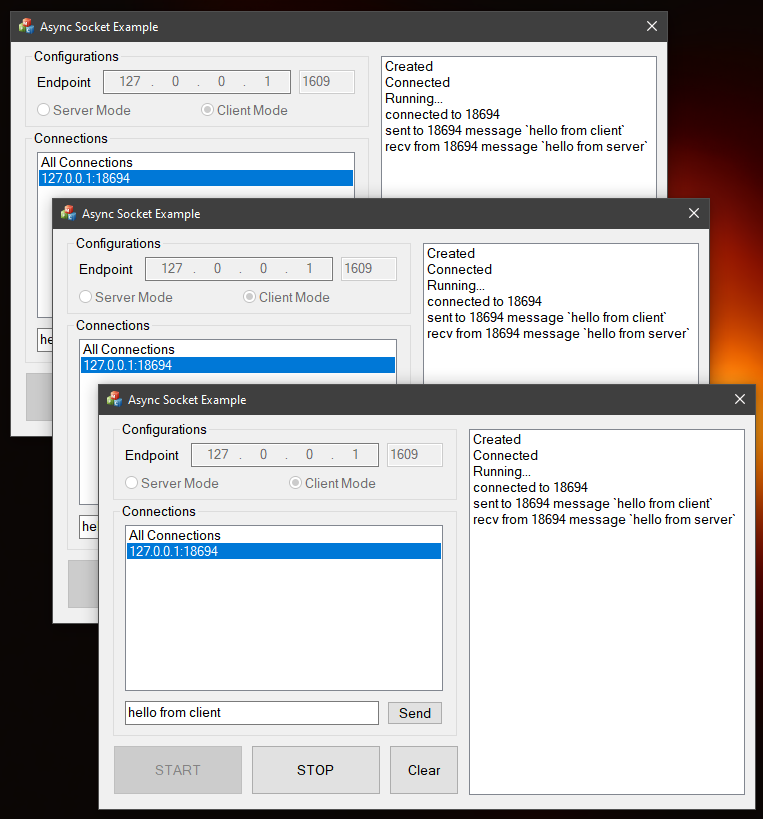 Async Socket Example
Configurations
Endpoint 127 . 0 . 0 . 1 1609
Server Mode Client Mode
Connections
All Connections
127.0.0.1:18694
he
Created
Connected
Running...
connected to 18694
sent to 18694 message `hello from client`
recv from 18694 message `hello from server`
Async Socket Example
Configurations
Endpoint 127 . 0 . 0 . 1 1609
Server Mode Client Mode
Connections
All Connections
127.0.0.1:18694
he
Created
Connected
Running...
connected to 18694
sent to 18694 message `hello from client`
recv from 18694 message `hello from server`
Async Socket Example
Configurations
Endpoint 127 . 0 . 0 . 1 1609
Server Mode Client Mode
Connections
All Connections
127.0.0.1:18694
hello from client Send
START STOP Clear
Created
Connected
Running...
connected to 18694
sent to 18694 message `hello from client`
recv from 18694 message `hello from server`